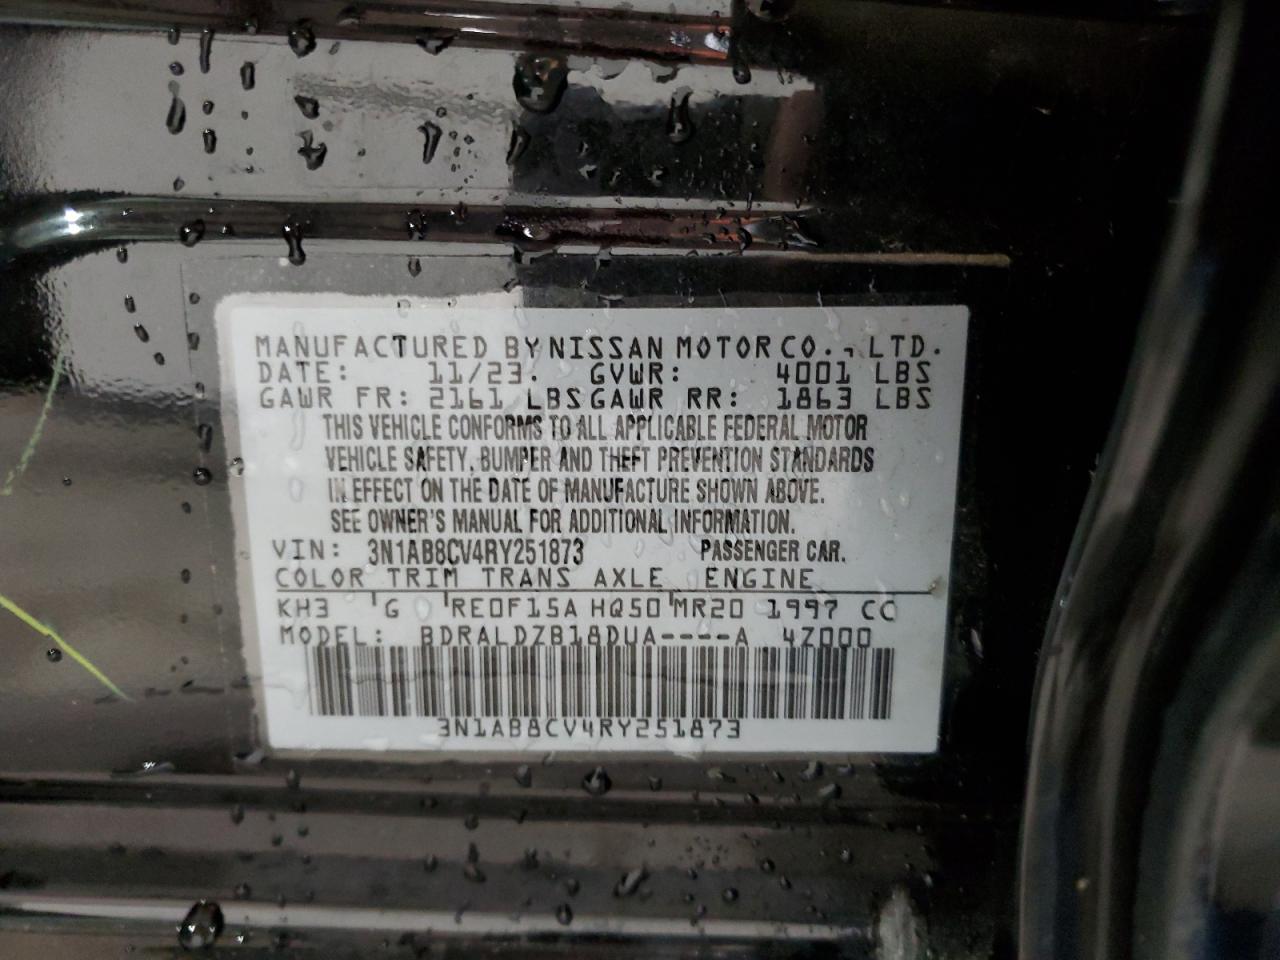 MANUFACTURED BY NISSAN MOTOR CO., LTD.
DATE: 11/23. GVWR: 4001 LBS
GAWR FR: 2161 LBS GAWR RR: 1863 LBS
THIS VEHICLE CONFORMS TO ALL APPLICABLE FEDERAL MOTOR
VEHICLE SAFETY, BUMPER AND THEFT PREVENTION STANDARDS
IN EFFECT ON THE DATE OF MANUFACTURE SHOWN ABOVE.
SEE OWNER'S MANUAL FOR ADDITIONAL INFORMATION.
VIN: 3N1AB8CV4RY251873 PASSENGER CAR.
COLOR TRIM TRANS AXLE ENGINE
KH3 ' G ' RE0F15A HQ50 ' MR20 1997 CC
MODEL: BDRALDZB18DUA----A 4Z000
3N1AB8CV4RY251873